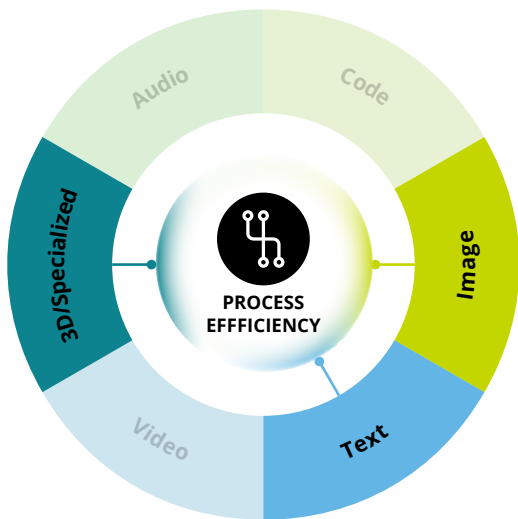 Audio
Code
3D/Specialized
Image
PROCESS
EFFFICIENCY
Video
Text